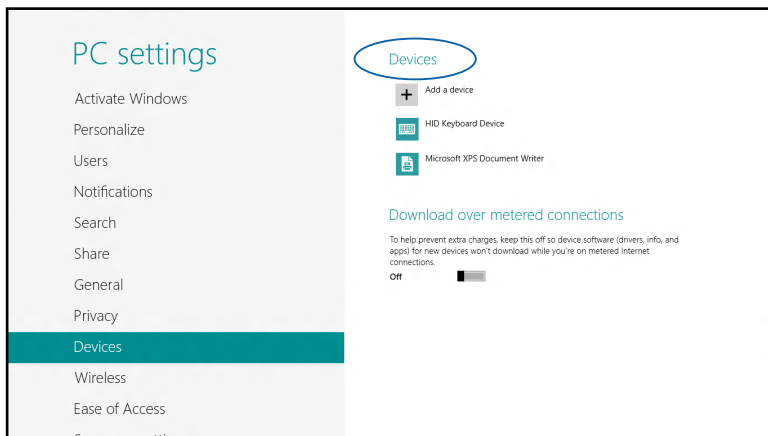 PC settings
Activate Windows
Personalize
Users
Notifications
Search
Share
General
Privacy
Devices
Wireless
Ease of Access
Devices
Add a device
HID Keyboard Device
Microsoft XPS Document Writer
Download over metered connections
To help prevent extra charges, keep this off so device software (drivers, info, and
apps) for new devices won't download while you're on metered Internet
connections.
Off